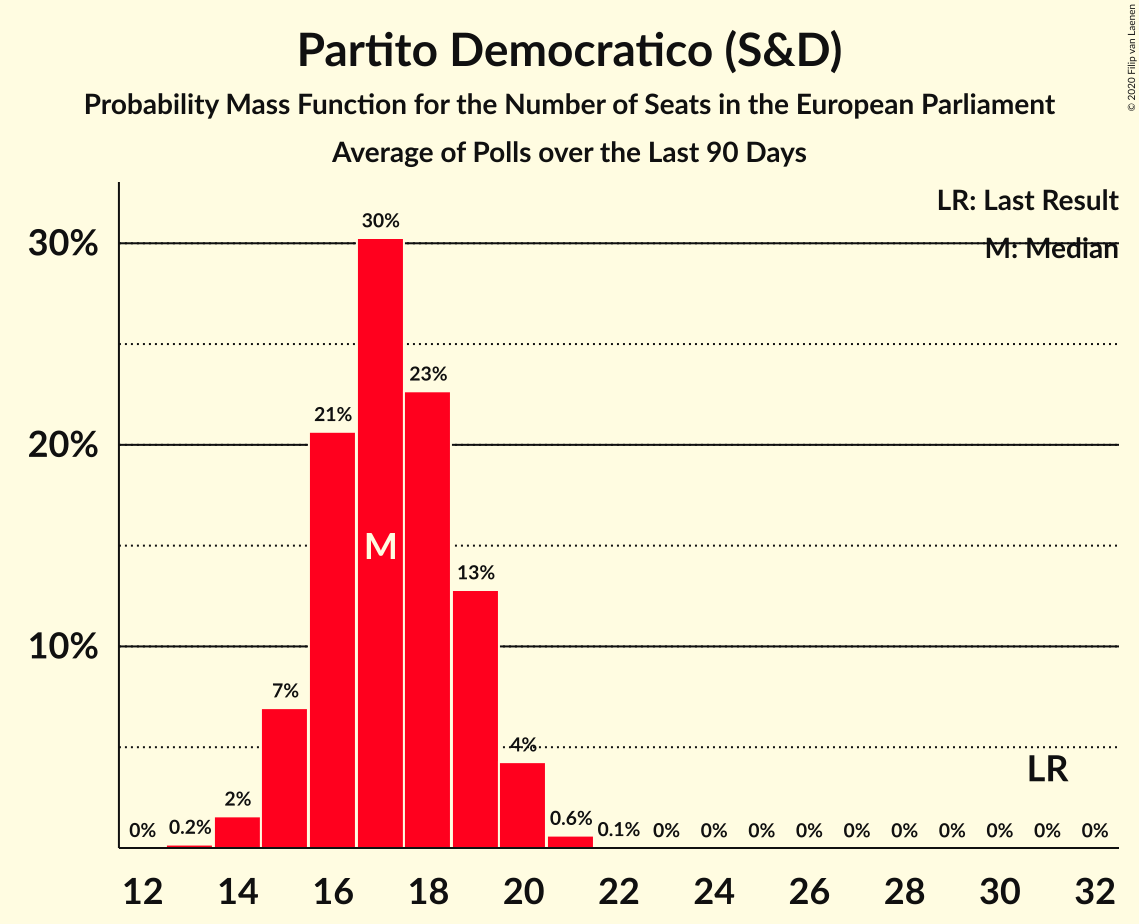 Partito Democratico (S&D)
Probability Mass Function for the Number of Seats in the European Parliament
Average of Polls over the Last 90 Days
© 2020 Filip van Laenen
LR: Last Result
M: Median
30%
20%
10%
0% 0.2% 2% 7% 21% 30% 23% 13% 4% 0.6% 0.1% 0% 0% 0% 0% 0% 0% 0% 0% 0% 0%
M
LR
12 14 16 18 20 22 24 26 28 30 32